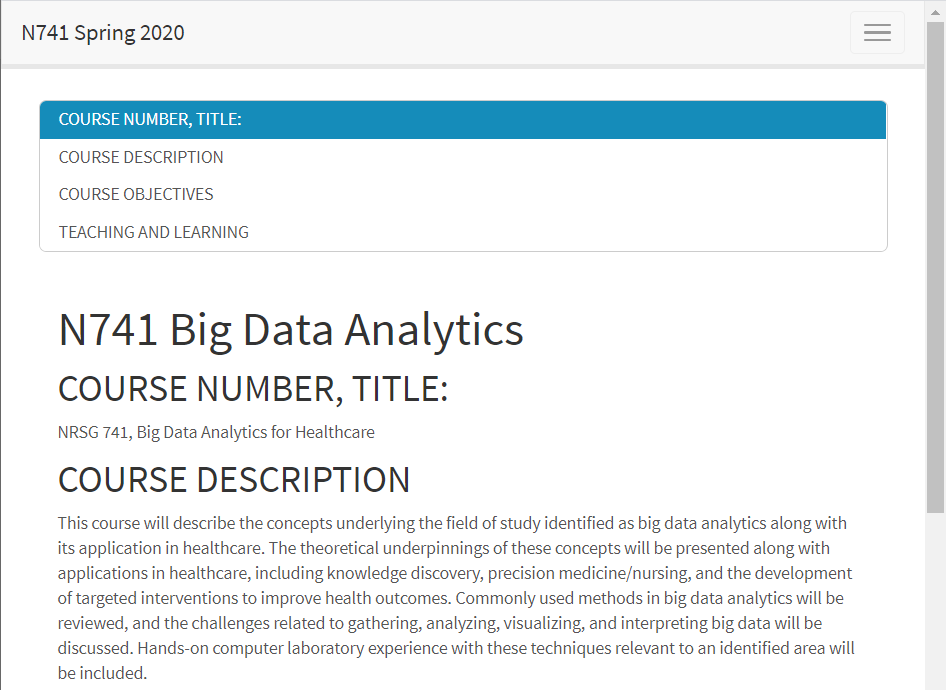 N741 Spring 2020
COURSE NUMBER, TITLE:
COURSE DESCRIPTION
COURSE OBJECTIVES
TEACHING AND LEARNING
N741 Big Data Analytics
COURSE NUMBER, TITLE:
NRSG 741, Big Data Analytics for Healthcare
COURSE DESCRIPTION
This course will describe the concepts underlying the field of study identified as big data analytics along with
its application in healthcare. The theoretical underpinnings of these concepts will be presented along with
applications in healthcare, including knowledge discovery, precision medicine/nursing, and the development
of targeted interventions to improve health outcomes. Commonly used methods in big data analytics will be
reviewed, and the challenges related to gathering, analyzing, visualizing, and interpreting big data will be
discussed. Hands-on computer laboratory experience with these techniques relevant to an identified area will
be included.